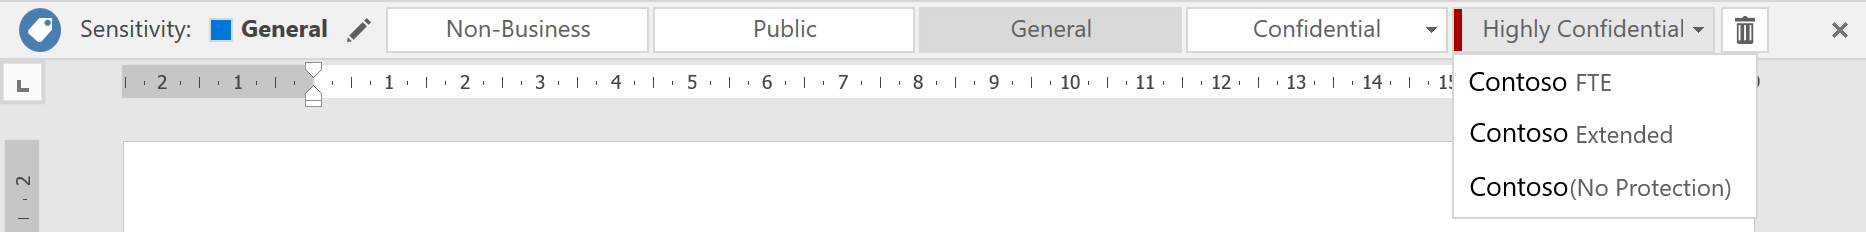 Sensitivity: General Non-Business Public General Confidential Highly Confidential
2 1 1 2 3 4 5 6 7 8 9 10 11 12 13 14
Contoso FTE
Contoso Extended
Contoso(No Protection)
2